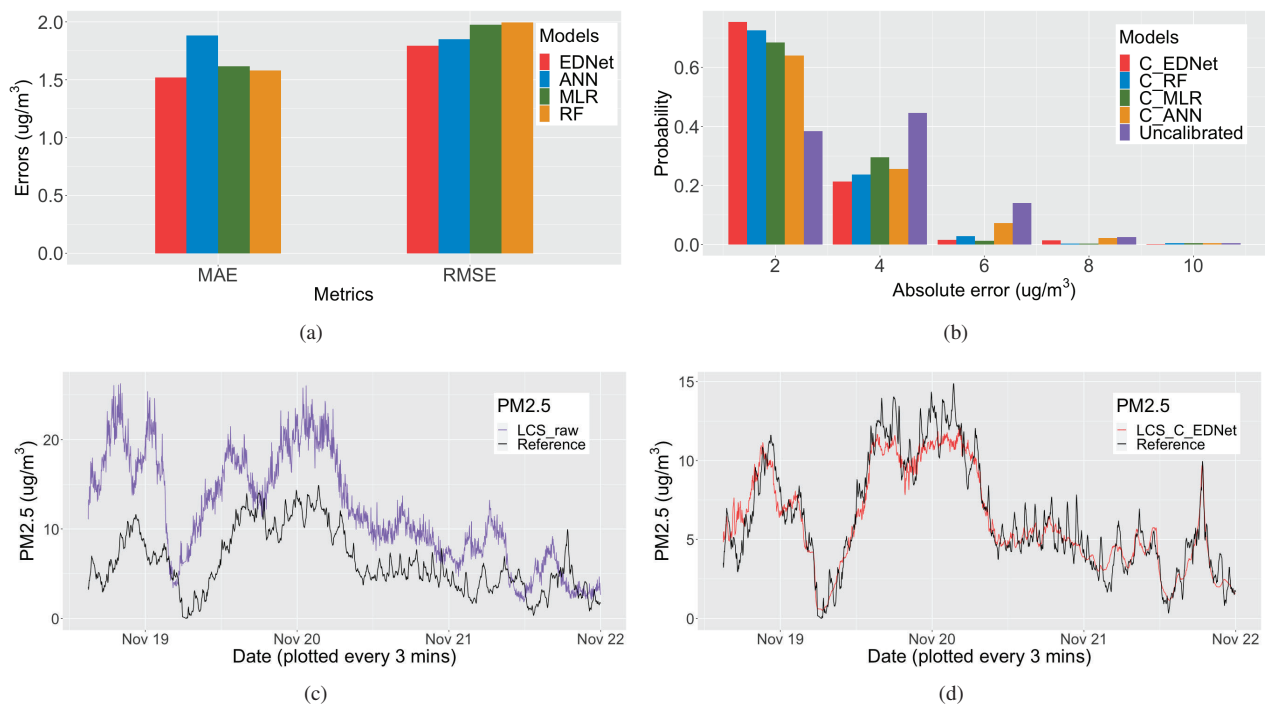 2.0
1.5
1.0
0.5
0.0
Errors (ug/m3)
MAE
RMSE
Metrics
Models
EDNet
ANN
MLR
RF
(a)
0.6
0.4
0.2
0.0
Probability
2
4
6
8
10
Absolute error (ug/m3)
Models
C_EDNet
C_RF
C_MLR
C_ANN
Uncalibrated
(b)
20
10
0
PM2.5 (ug/m3)
Nov 19
Nov 20
Nov 21
Nov 22
Date (plotted every 3 mins)
PM2.5
LCS_raw
Reference
(c)
15
10
5
0
PM2.5 (ug/m3)
Nov 19
Nov 20
Nov 21
Nov 22
Date (plotted every 3 mins)
PM2.5
LCS_C_EDNet
Reference
(d)